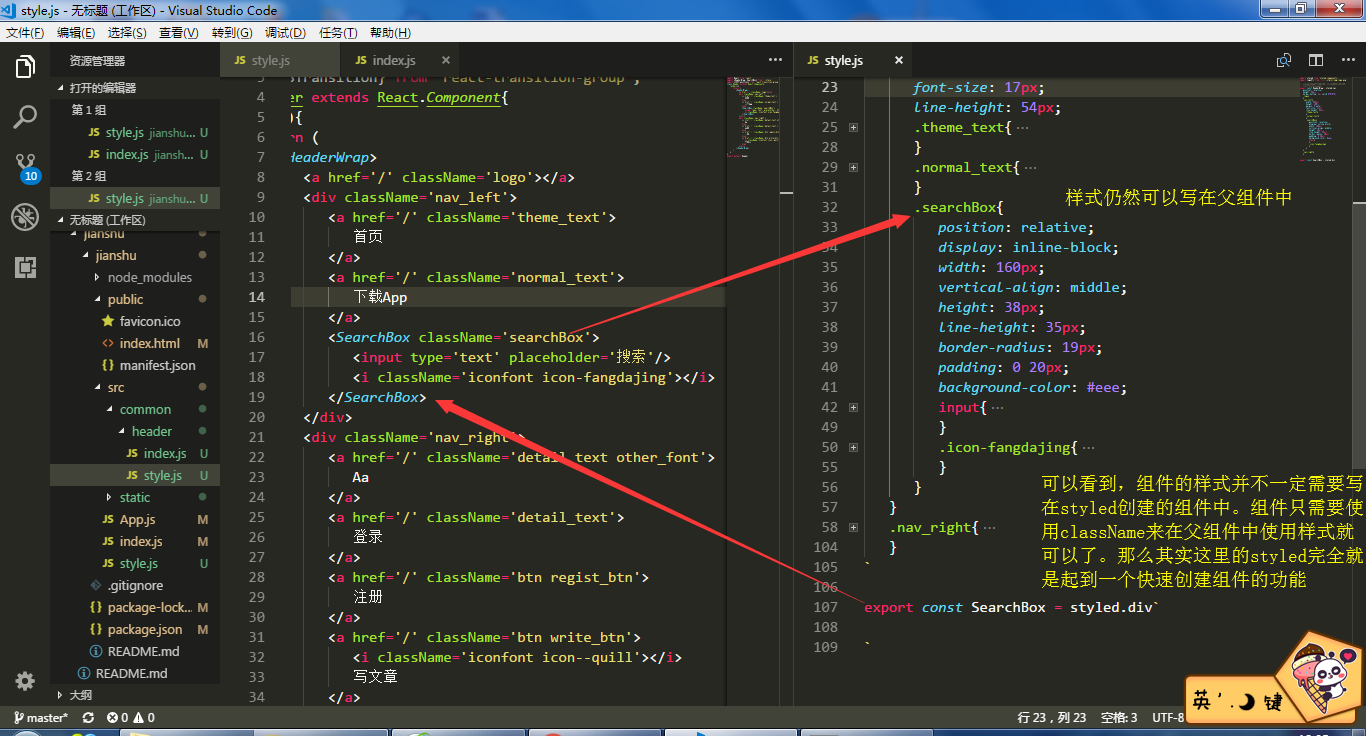 style.js - 无标题 (工作区) - Visual Studio Code
文件(F) 编辑(E) 选择(S) 查看(V) 转到(G) 调试(D) 任务(T) 帮助(H)
资源管理器
打开的编辑器
第 1 组
JS style.js jianshu... U
JS index.js jianshu... U
第 2 组
JS style.js jianshu... U
无标题 (工作区)
jianshu
jianshu
node_modules
public
favicon.ico
<> index.html M
{} manifest.json
src
common
header
JS index.js U
JS style.js U
static
JS App.js M
JS index.js M
JS style.js U
.gitignore
{} package-lock... M
{} package.json M
README.md
README.md
大纲
10
JS style.js
JS index.js ×
4 er extends React.Component{
5 {
6 rn (
7 HeaderWrap>
8 <a href='/' className='logo'></a>
9 <div className='nav_left'>
10 <a href='/' className='theme_text'>
11 首页
12 </a>
13 <a href='/' className='normal_text'>
14 下载App
15 </a>
16 <SearchBox className='searchBox'>
17 <input type='text' placeholder='搜索'/>
18 <i className='iconfont icon-fangdajing'></i>
19 </SearchBox>
20 </div>
21 <div className='nav_right'>
22 <a href='/' className='detail_text other_font'>
23 Aa
24 </a>
25 <a href='/' className='detail_text'>
26 登录
27 </a>
28 <a href='/' className='btn regist_btn'>
29 注册
30 </a>
31 <a href='/' className='btn write_btn'>
32 <i className='iconfont icon--quill'></i>
33 写文章
34 </a>
JS style.js ×
23 font-size: 17px;
24 line-height: 54px;
25 .theme_text{ ...
28 }
29 .normal_text{ ...
31 }
32 .searchBox{
33 position: relative;
34 display: inline-block;
35 width: 160px;
36 vertical-align: middle;
37 height: 38px;
38 line-height: 35px;
39 border-radius: 19px;
40 padding: 0 20px;
41 background-color: #eee;
42 input{ ...
49 }
50 .icon-fangdajing{ ...
55 }
56 }
57 }
58 .nav_right{ ...
104 }
105 `
106
107 export const SearchBox = styled.div`
108
109 `
样式仍然可以写在父组件中
可以看到，组件的样式并不一定需要写
在styled创建的组件中。组件只需要使
用className来在父组件中使用样式就
可以了。那么其实这里的styled完全就
是起到一个快速创建组件的功能
master* 0 0
行 23，列 23 空格: 3 UTF-8
英 键